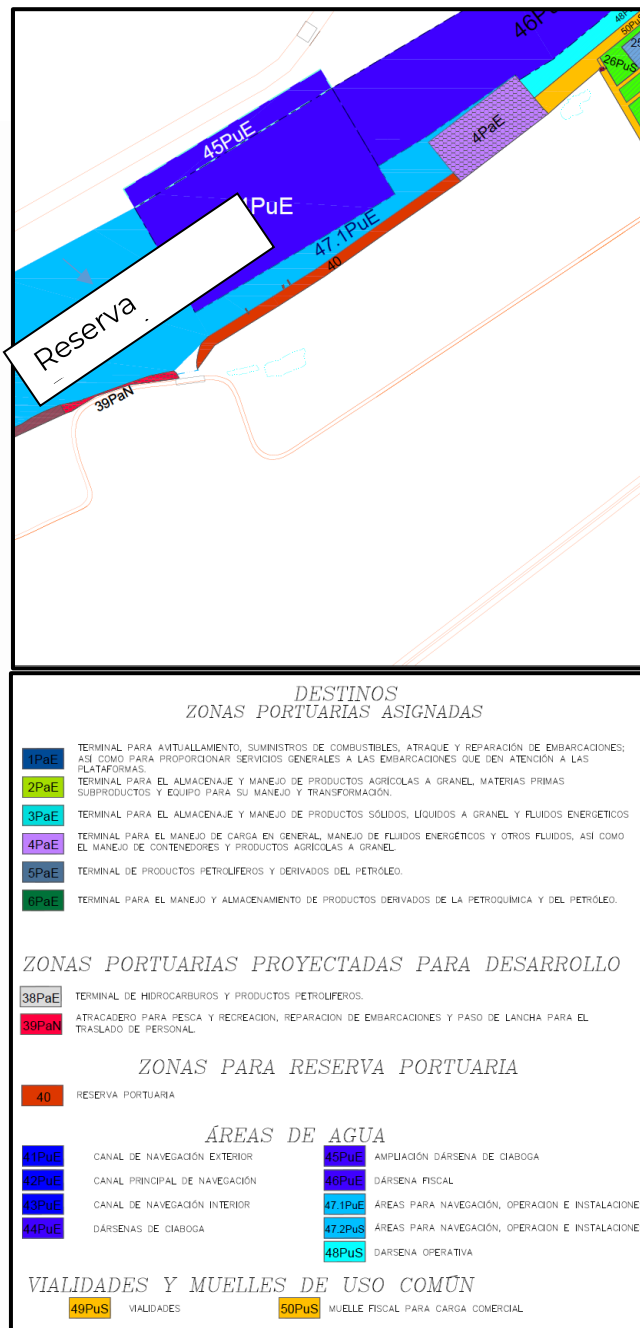 46PuE
48PuS
50PuS
25
26PuS
45PuE
4PaE
PuE
47.1PuE
40
Reserva
39PaN
DESTINOS
ZONAS PORTUARIAS ASIGNADAS
1PaE TERMINAL PARA AVITUALLAMIENTO, SUMINISTROS DE COMBUSTIBLES, ATRAQUE Y REPARACIÓN DE EMBARCACIONES;
ASI COMO PARA PROPORCIONAR SERVICIOS GENERALES A LAS EMBARCACIONES QUE DEN ATENCIÓN A LAS
PLATAFORMAS.
2PaE TERMINAL PARA EL ALMACENAJE Y MANEJO DE PRODUCTOS AGRÍCOLAS A GRANEL, MATERIAS PRIMAS
SUBPRODUCTOS Y EQUIPO PARA SU MANEJO Y TRANSFORMACIÓN.
3PaE TERMINAL PARA EL ALMACENAJE Y MANEJO DE PRODUCTOS SÓLIDOS, LÍQUIDOS A GRANEL Y FLUIDOS ENERGETICOS
4PaE TERMINAL PARA EL MANEJO DE CARGA EN GENERAL, MANEJO DE FLUIDOS ENERGÉTICOS Y OTROS FLUIDOS, ASÍ COMO
EL MANEJO DE CONTENEDORES Y PRODUCTOS AGRÍCOLAS A GRANEL.
5PaE TERMINAL DE PRODUCTOS PETROLÍFEROS Y DERIVADOS DEL PETRÓLEO.
6PaE TERMINAL PARA EL MANEJO Y ALMACENAMIENTO DE PRODUCTOS DERIVADOS DE LA PETROQUÍMICA Y DEL PETRÓLEO.
ZONAS PORTUARIAS PROYECTADAS PARA DESARROLLO
38PaE TERMINAL DE HIDROCARBUROS Y PRODUCTOS PETROLIFEROS.
39PaN ATRACADERO PARA PESCA Y RECREACION, REPARACION DE EMBARCACIONES Y PASO DE LANCHA PARA EL
TRASLADO DE PERSONAL.
ZONAS PARA RESERVA PORTUARIA
40 RESERVA PORTUARIA
ÁREAS DE AGUA
41PuE CANAL DE NAVEGACIÓN EXTERIOR
42PuE CANAL PRINCIPAL DE NAVEGACIÓN
43PuE CANAL DE NAVEGACIÓN INTERIOR
44PuE DÁRSENAS DE CIABOGA
45PuE AMPLIACIÓN DÁRSENA DE CIABOGA
46PuE DÁRSENA FISCAL
47.1PuE ÁREAS PARA NAVEGACIÓN, OPERACION E INSTALACIONE
47.2PuS ÁREAS PARA NAVEGACIÓN, OPERACION E INSTALACIONE
48PuS DARSENA OPERATIVA
VIALIDADES Y MUELLES DE USO COMÚN
49PuS VIALIDADES
50PuS MUELLE FISCAL PARA CARGA COMERCIAL